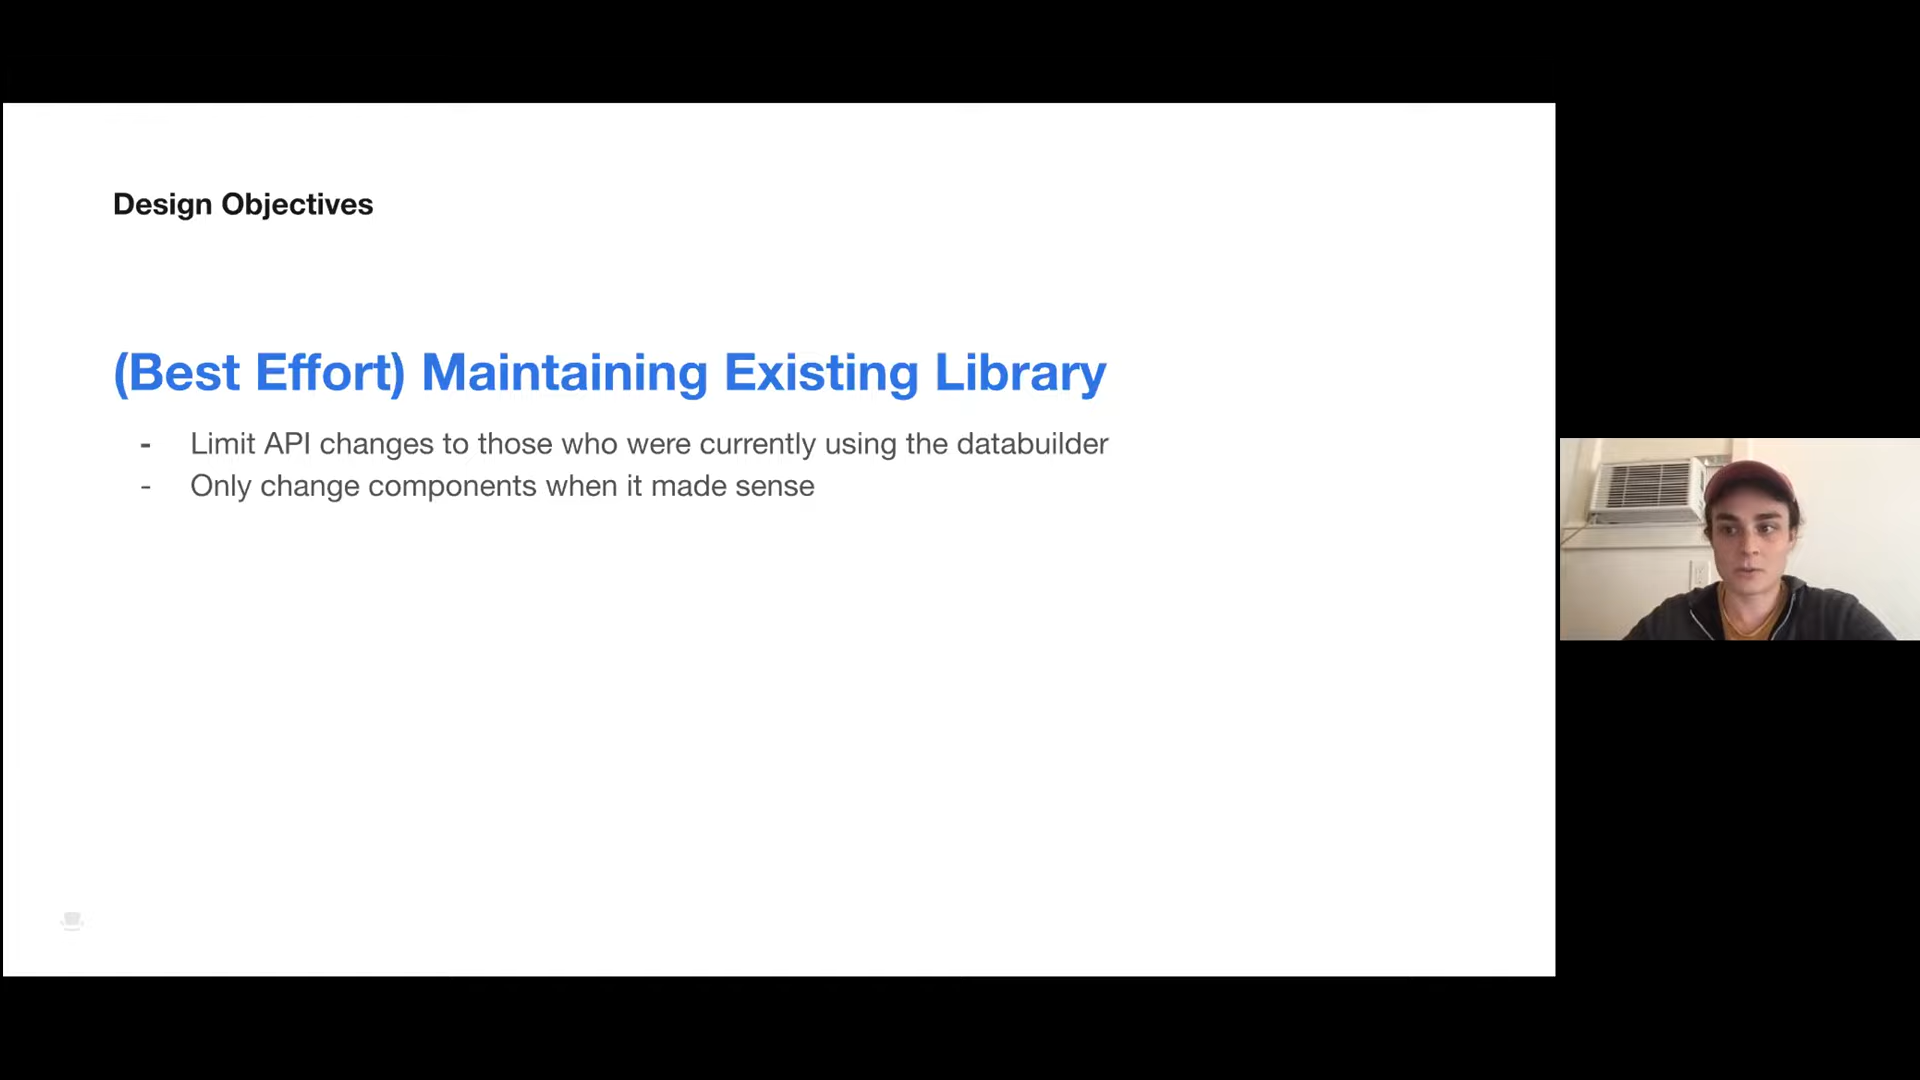 Design Objectives
(Best Effort) Maintaining Existing Library
- Limit API changes to those who were currently using the databuilder
- Only change components when it made sense